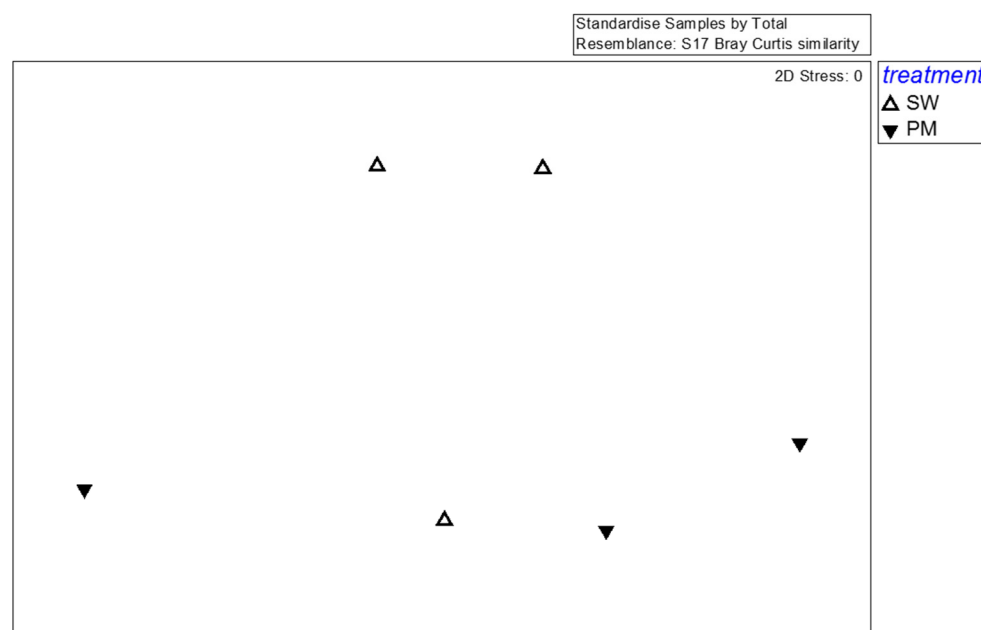 Standardise Samples by Total
Resemblance: S17 Bray Curtis similarity
2D Stress: 0
treatment
SW
PM